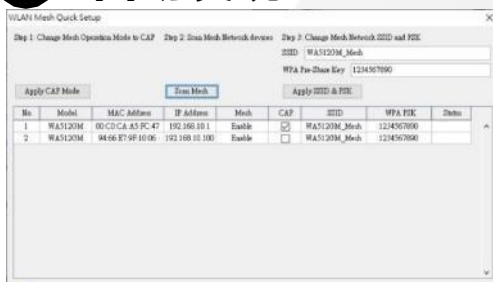 WLAN Mesh Quick Setup
Step 1: Change Mesh Operation Mode to CAP Step 2: Scan Mesh Network devices Step 3: Change Mesh Network SSID and PSK
SSID WA5120M_Mesh
WPA Pre-Share Key 1234567890
Apply CAP Mode Scan Mesh Apply SSID & PSK
No Model MAC Address IP Address Mesh CAP SSID WPA PSK Status
1 WA5120M 00:C0:CA:A5:FC:47 192.168.10.1 Enable WA5120M_Mesh 1234567890
2 WA5120M 94:66:E7:9F:10:06 192.168.10.100 Enable WA5120M_Mesh 1234567890